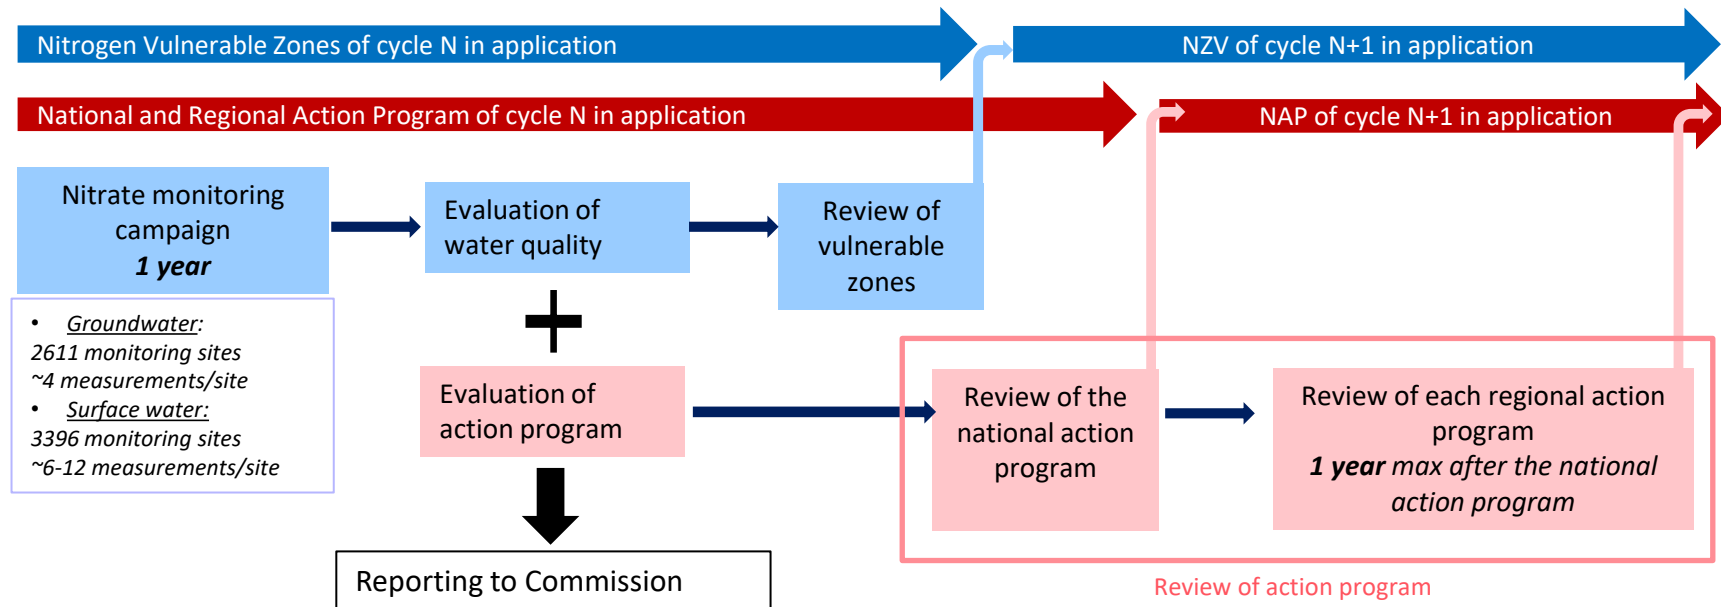 Nitrogen Vulnerable Zones of cycle N in application
NZV of cycle N+1 in application
National and Regional Action Program of cycle N in application
NAP of cycle N+1 in application
Nitrate monitoring
campaign
1 year
Evaluation of
water quality
Review of
vulnerable
zones
• Groundwater:
2611 monitoring sites
~4 measurements/site
• Surface water:
3396 monitoring sites
~6-12 measurements/site
Evaluation of
action program
Review of the
national action
program
Review of each regional action
program
1 year max after the national
action program
Reporting to Commission
Review of action program